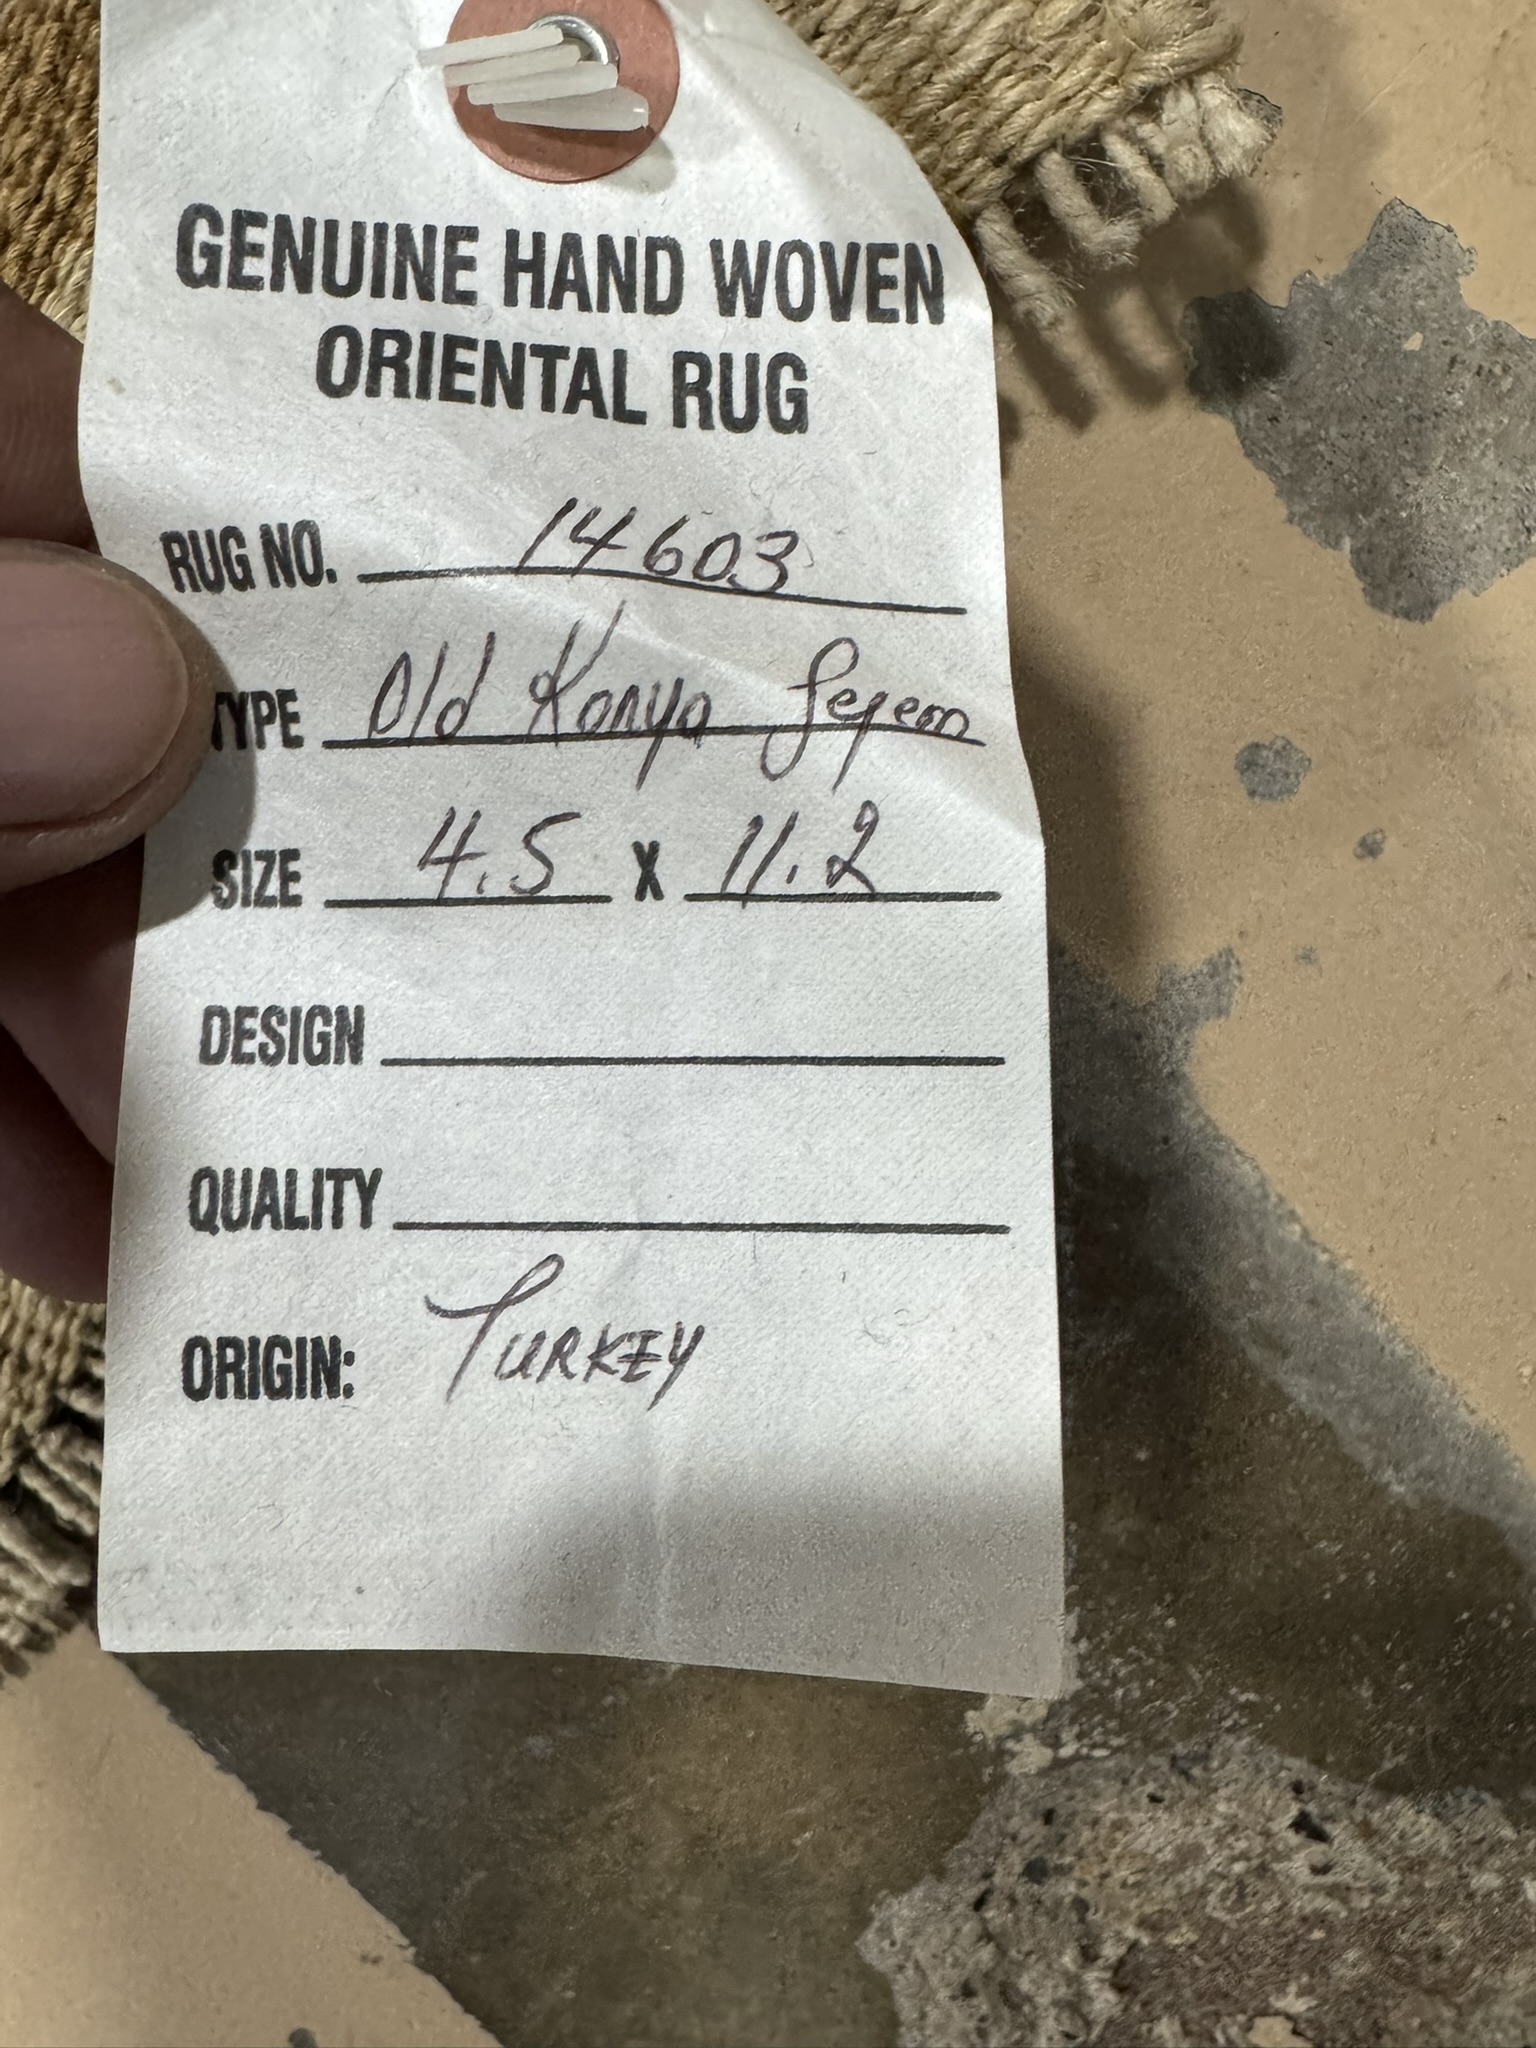 GENUINE HAND WOVEN
ORIENTAL RUG
RUG NO. 14603
TYPE Old Konya
SIZE 4.5 X 11.2
DESIGN
QUALITY
ORIGIN: TURKEY